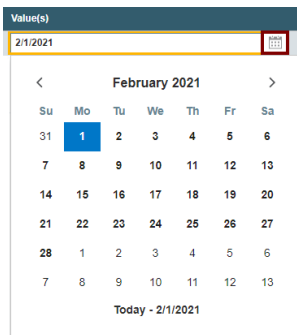 Value(s)
2/1/2021
< February 2021 >
Su Mo Tu We Th Fr Sa
31 1 2 3 4 5 6
7 8 9 10 11 12 13
14 15 16 17 18 19 20
21 22 23 24 25 26 27
28 1 2 3 4 5 6
7 8 9 10 11 12 13
Today - 2/1/2021